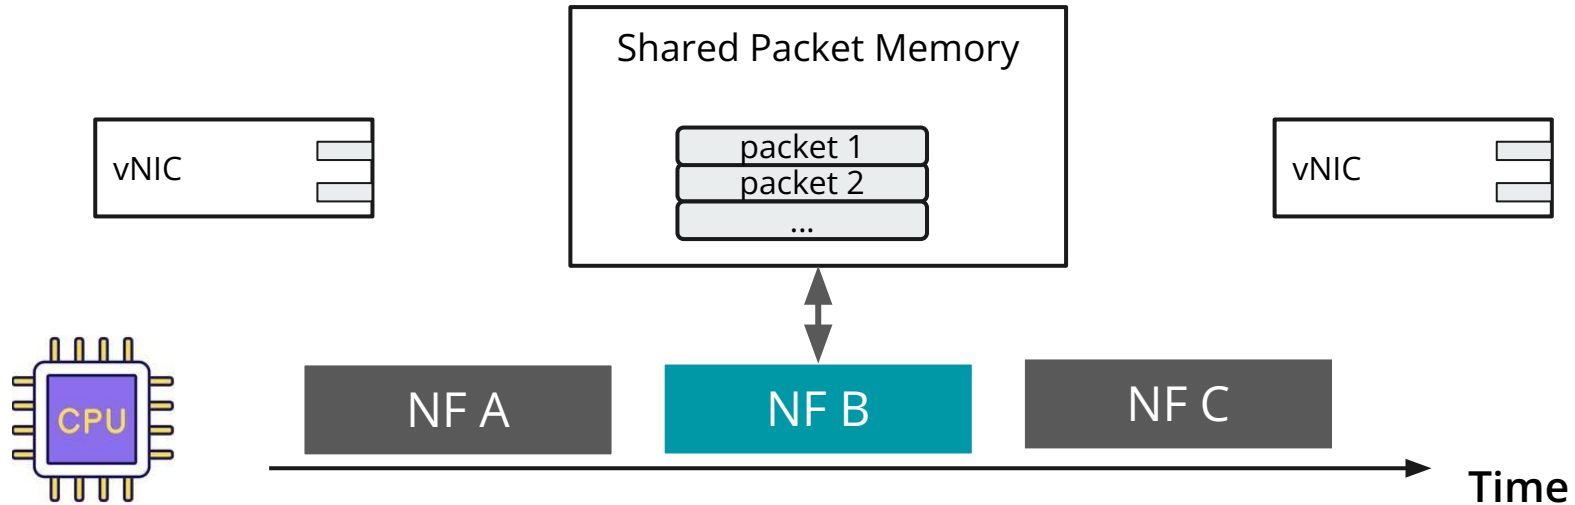 Shared Packet Memory
vNIC
packet 1
packet 2
...
vNIC
CPU
NF A
NF B
NF C
Time